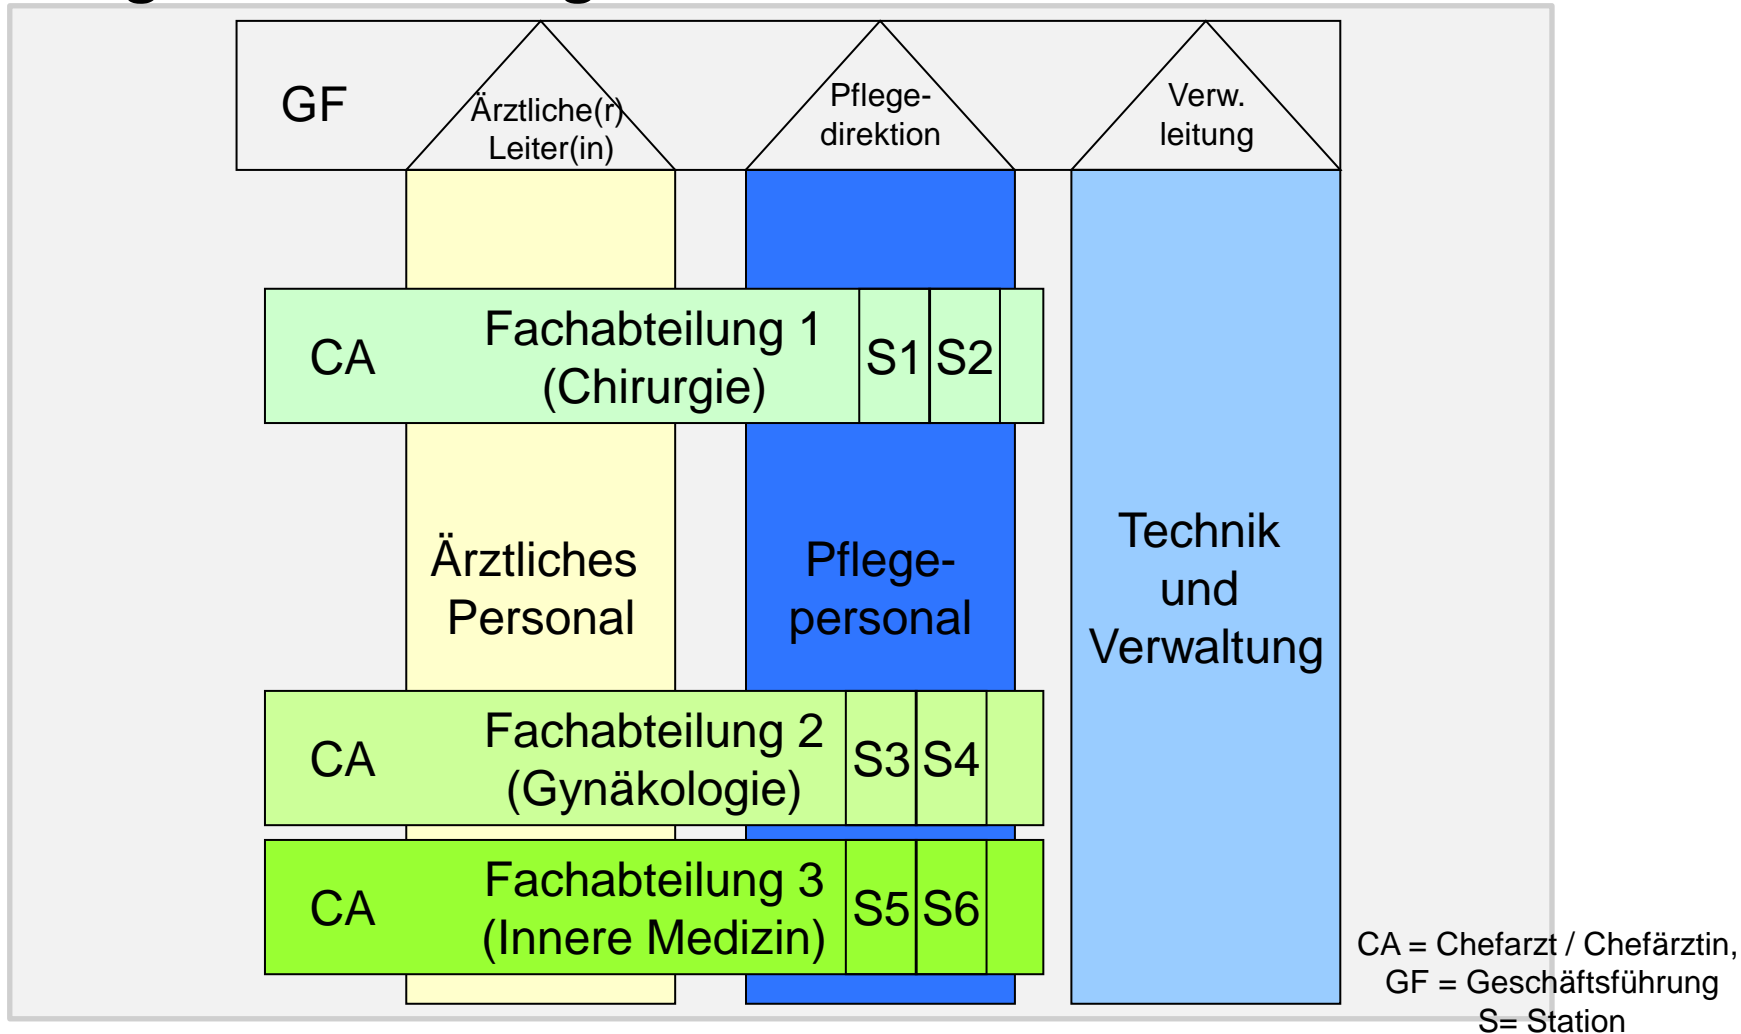 GF
Ärztliche(r)
Leiter(in)
Pflege-
direktion
Verw.
leitung
CA
Fachabteilung 1
(Chirurgie)
S1
S2
Ärztliches
Personal
Pflege-
personal
Technik
und
Verwaltung
CA
Fachabteilung 2
(Gynäkologie)
S3
S4
CA
Fachabteilung 3
(Innere Medizin)
S5
S6
CA = Chefarzt / Chefärztin,
GF = Geschäftsführung
S= Station